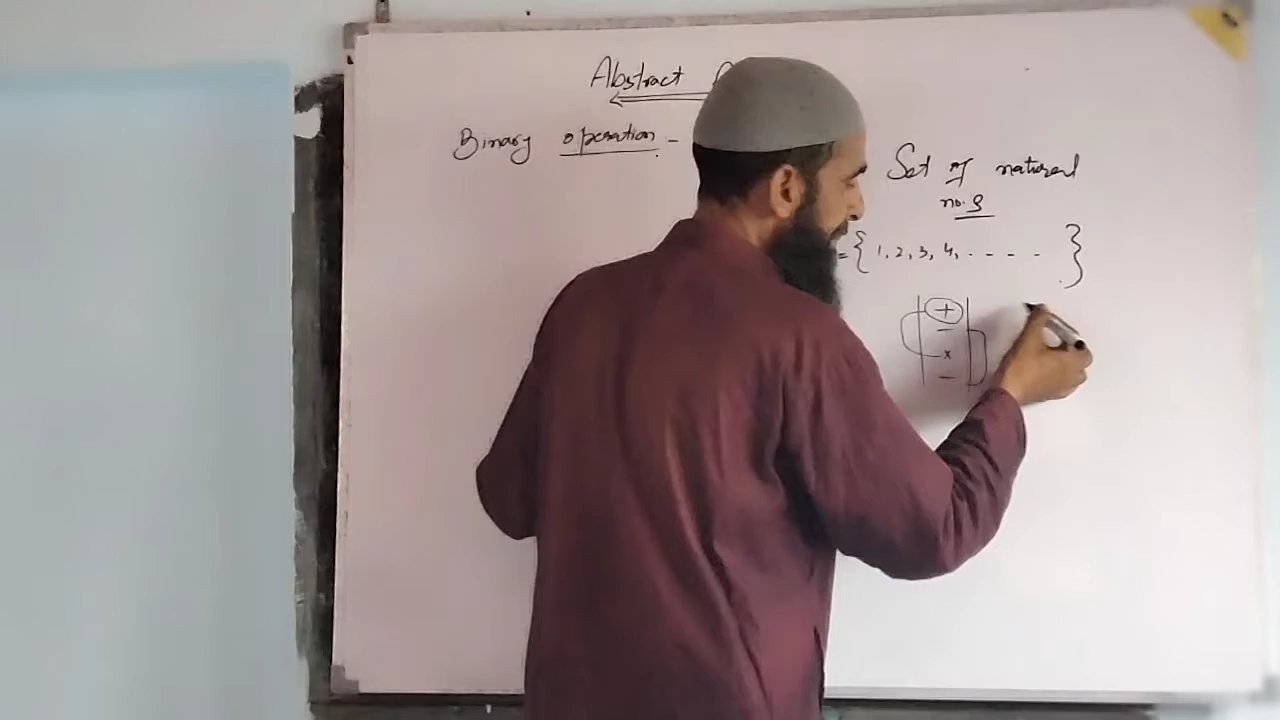 Abstract
Binary operation -
Set of natural
no. s
= { 1, 2, 3, 4, - - - - }
+
-
×
-